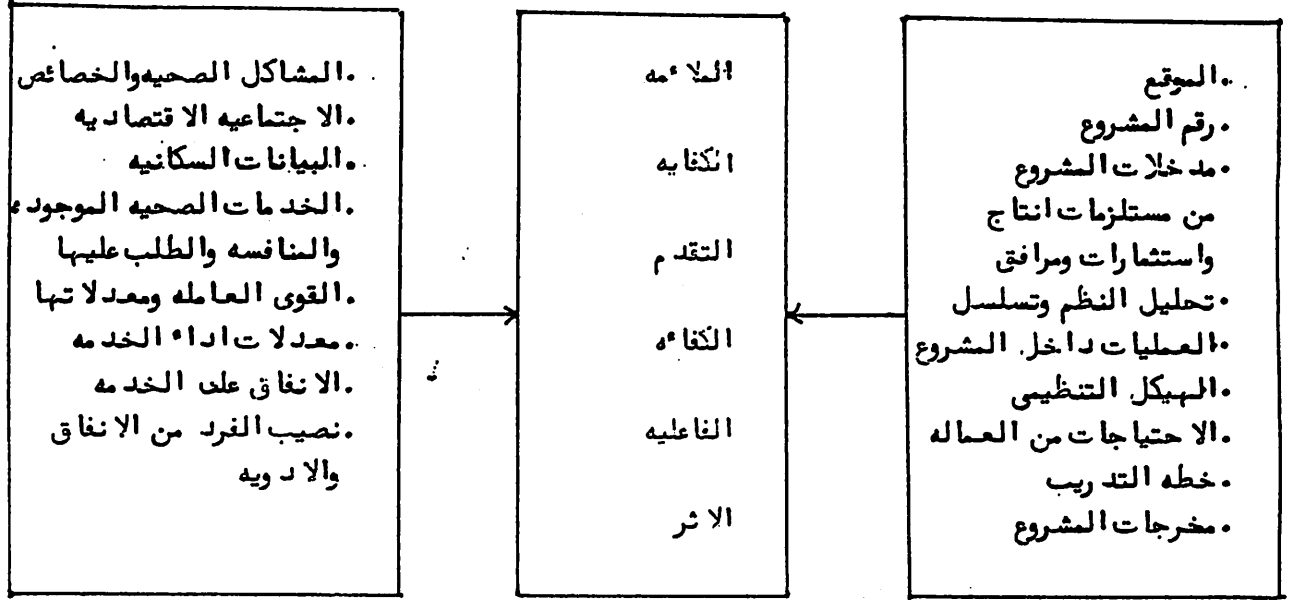 .الموقع
.رقم المشروع
.مدخلات المشروع
من مستلزمات انتاج
واستثمارات ومرافق
.تحليل النظم وتسلسل
.العمليات داخل المشروع
.الهيكل التنظيمى
.الاحتياجات من العماله
.خطه التدريب
.مخرجات المشروع
الملاءمه
الكفايه
التقدم
الكفاءه
الفاعليه
الاثر
.المشاكل الصحيه والخصائص
.الاجتماعيه الاقتصاديه
.البيانات السكانيه
.الخدمات الصحيه الموجوده
والمنافسه والطلب عليها
.القوى العامله ومعدلاتها
.معدلات اداء الخدمه
.الانفاق على الخدمه
.نصيب الفرد من الانفاق
والادويه